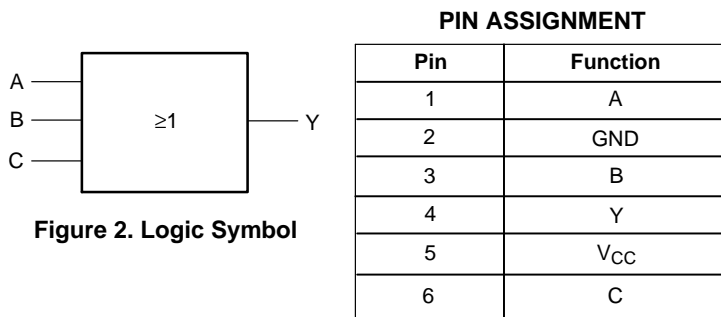 A
B
C
≥1
Y
Figure 2. Logic Symbol
PIN ASSIGNMENT
Pin Function
1 A
2 GND
3 B
4 Y
5 VCC
6 C